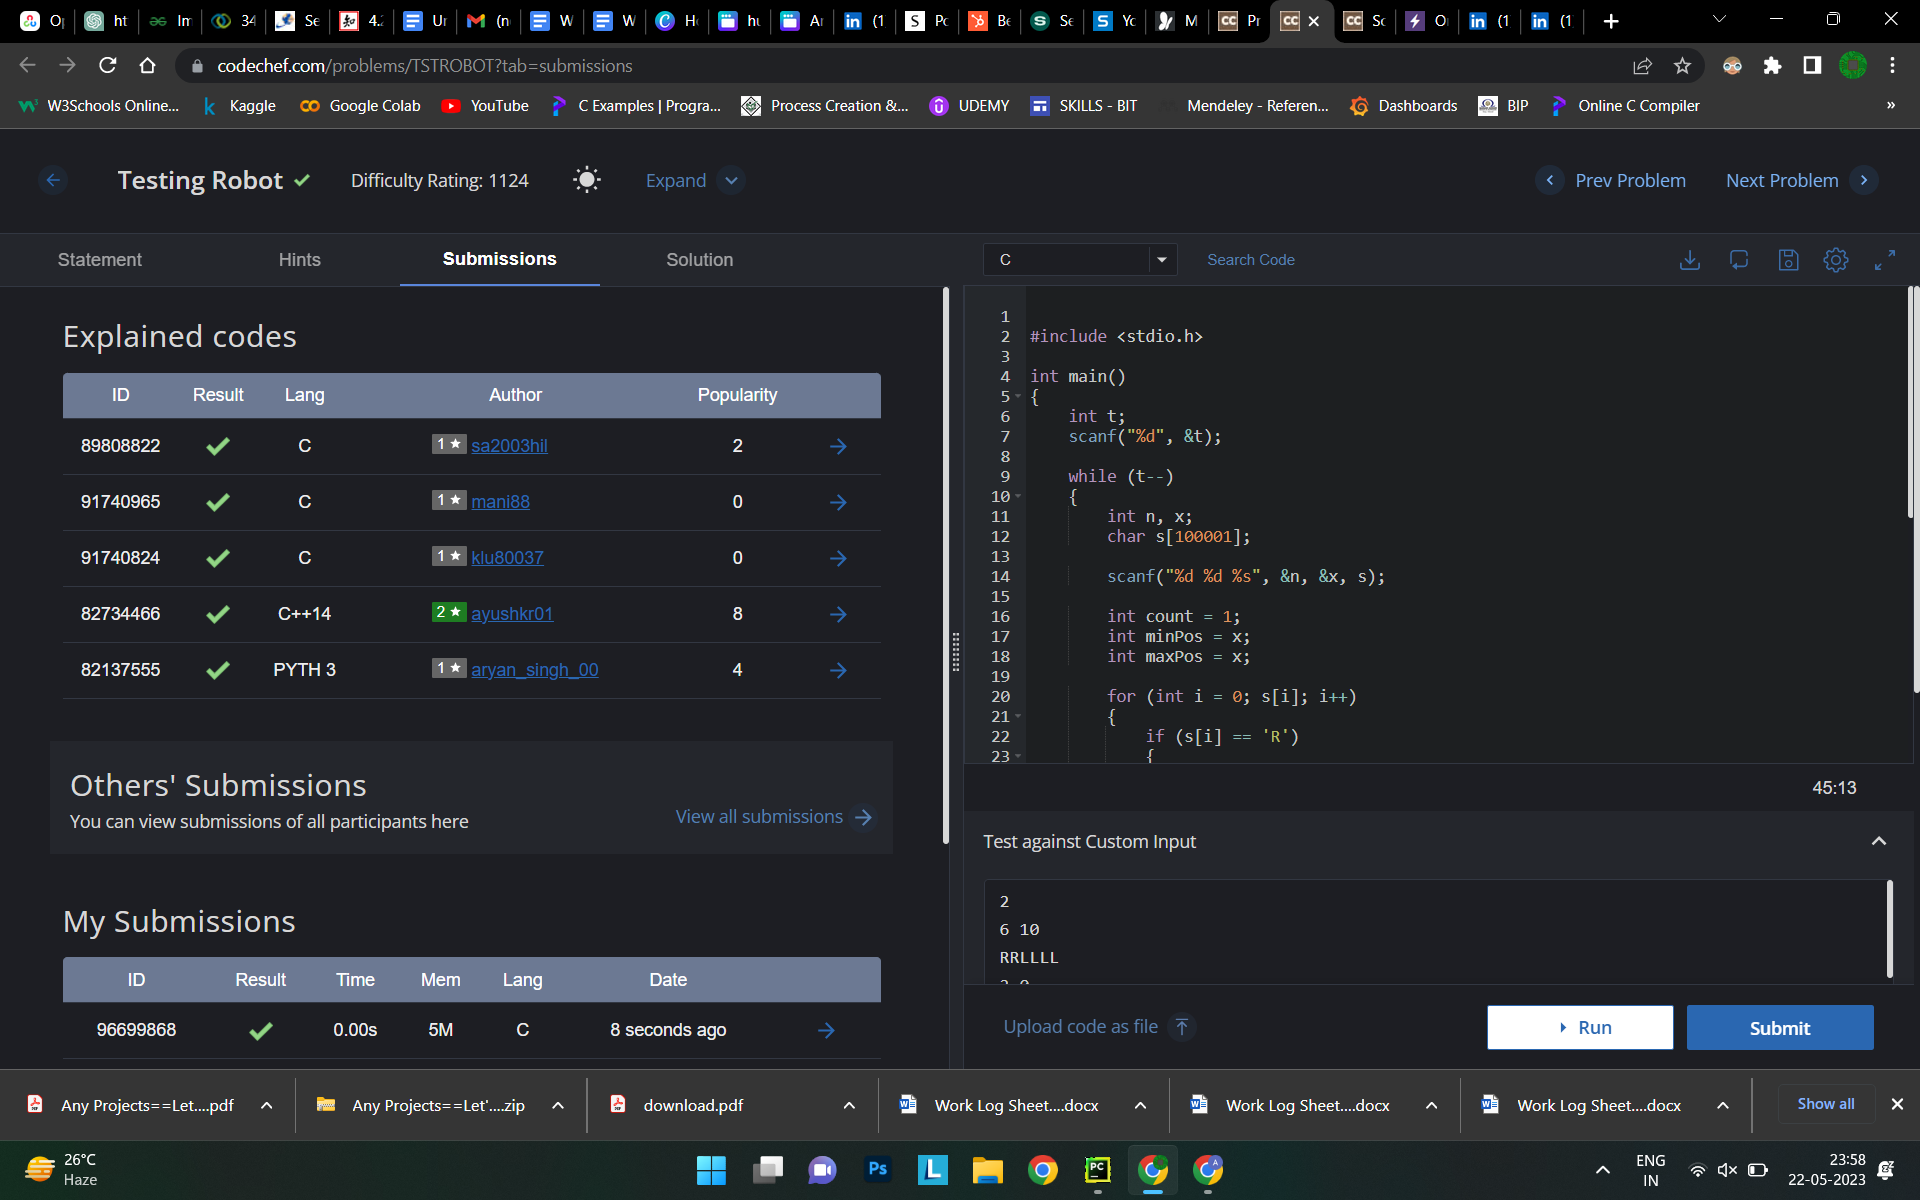 Op
ht
Im
34
Se
4.
Un
(n
W
W
He
hu
Ar
(1
Po
Be
Se
Yo
M
Pr
Sc
O
(1
(1
codechef.com/problems/TSTROBOT?tab=submissions
W3Schools Online...
Kaggle
Google Colab
YouTube
C Examples | Progra...
Process Creation &...
UDEMY
SKILLS - BIT
Mendeley - Referen...
Dashboards
BIP
Online C Compiler
»
Testing Robot
Difficulty Rating: 1124
Expand
Prev Problem
Next Problem
Statement
Hints
Submissions
Solution
C
Search Code
Explained codes
ID Result Lang Author Popularity
89808822 C 1 ★ sa2003hil 2
91740965 C 1 ★ mani88 0
91740824 C 1 ★ klu80037 0
82734466 C++14 2 ★ ayushkr01 8
82137555 PYTH 3 1 ★ aryan_singh_00 4
Others' Submissions
You can view submissions of all participants here
View all submissions
My Submissions
ID Result Time Mem Lang Date
96699868 0.00s 5M C 8 seconds ago
1
2 #include <stdio.h>
3
4 int main()
5 {
6 int t;
7 scanf("%d", &t);
8
9 while (t--)
10 {
11 int n, x;
12 char s[100001];
13
14 scanf("%d %d %s", &n, &x, s);
15
16 int count = 1;
17 int minPos = x;
18 int maxPos = x;
19
20 for (int i = 0; s[i]; i++)
21 {
22 if (s[i] == 'R')
23 {
45:13
Test against Custom Input
2
6 10
RRLLLL
Upload code as file
Run
Submit
Any Projects==Let....pdf
Any Projects==Let'....zip
download.pdf
Work Log Sheet....docx
Work Log Sheet....docx
Work Log Sheet....docx
Show all
26°C
Haze
Ps
L
PC
ENG
IN
23:58
22-05-2023